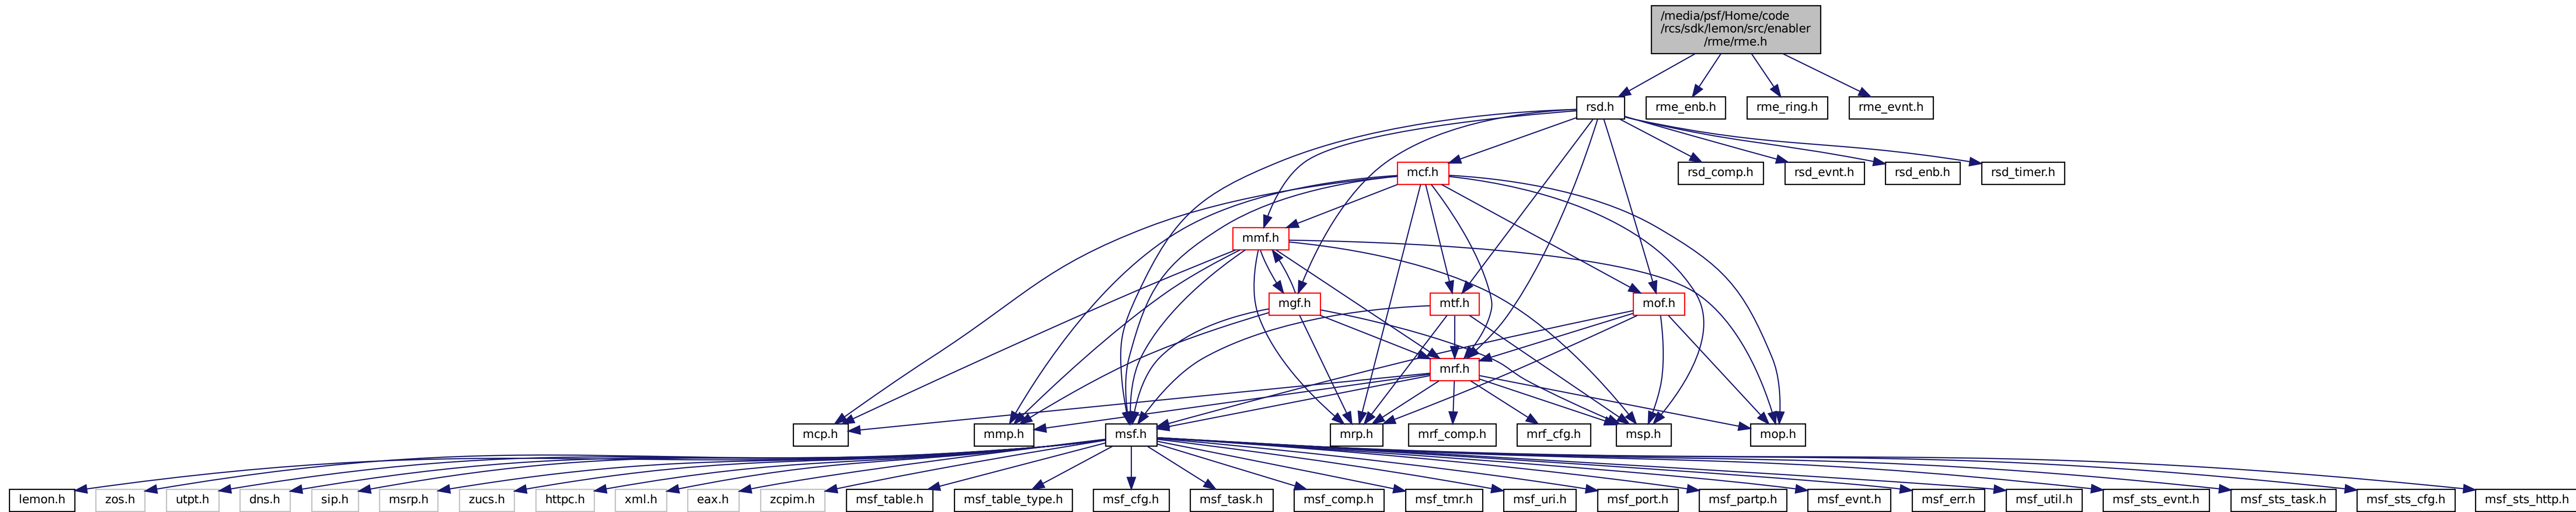 /media/psf/Home/code
/rcs/sdk/lemon/src/enabler
/rme/rme.h
rsd.h
rme_enb.h
rme_ring.h
rme_evnt.h
mcf.h
rsd_comp.h
rsd_evnt.h
rsd_enb.h
rsd_timer.h
mmf.h
mgf.h
mtf.h
mof.h
mrf.h
mcp.h
mmp.h
msf.h
mrp.h
mrf_comp.h
mrf_cfg.h
msp.h
mop.h
lemon.h
zos.h
utpt.h
dns.h
sip.h
msrp.h
zucs.h
httpc.h
xml.h
eax.h
zcpim.h
msf_table.h
msf_table_type.h
msf_cfg.h
msf_task.h
msf_comp.h
msf_tmr.h
msf_uri.h
msf_port.h
msf_partp.h
msf_evnt.h
msf_err.h
msf_util.h
msf_sts_evnt.h
msf_sts_task.h
msf_sts_cfg.h
msf_sts_http.h